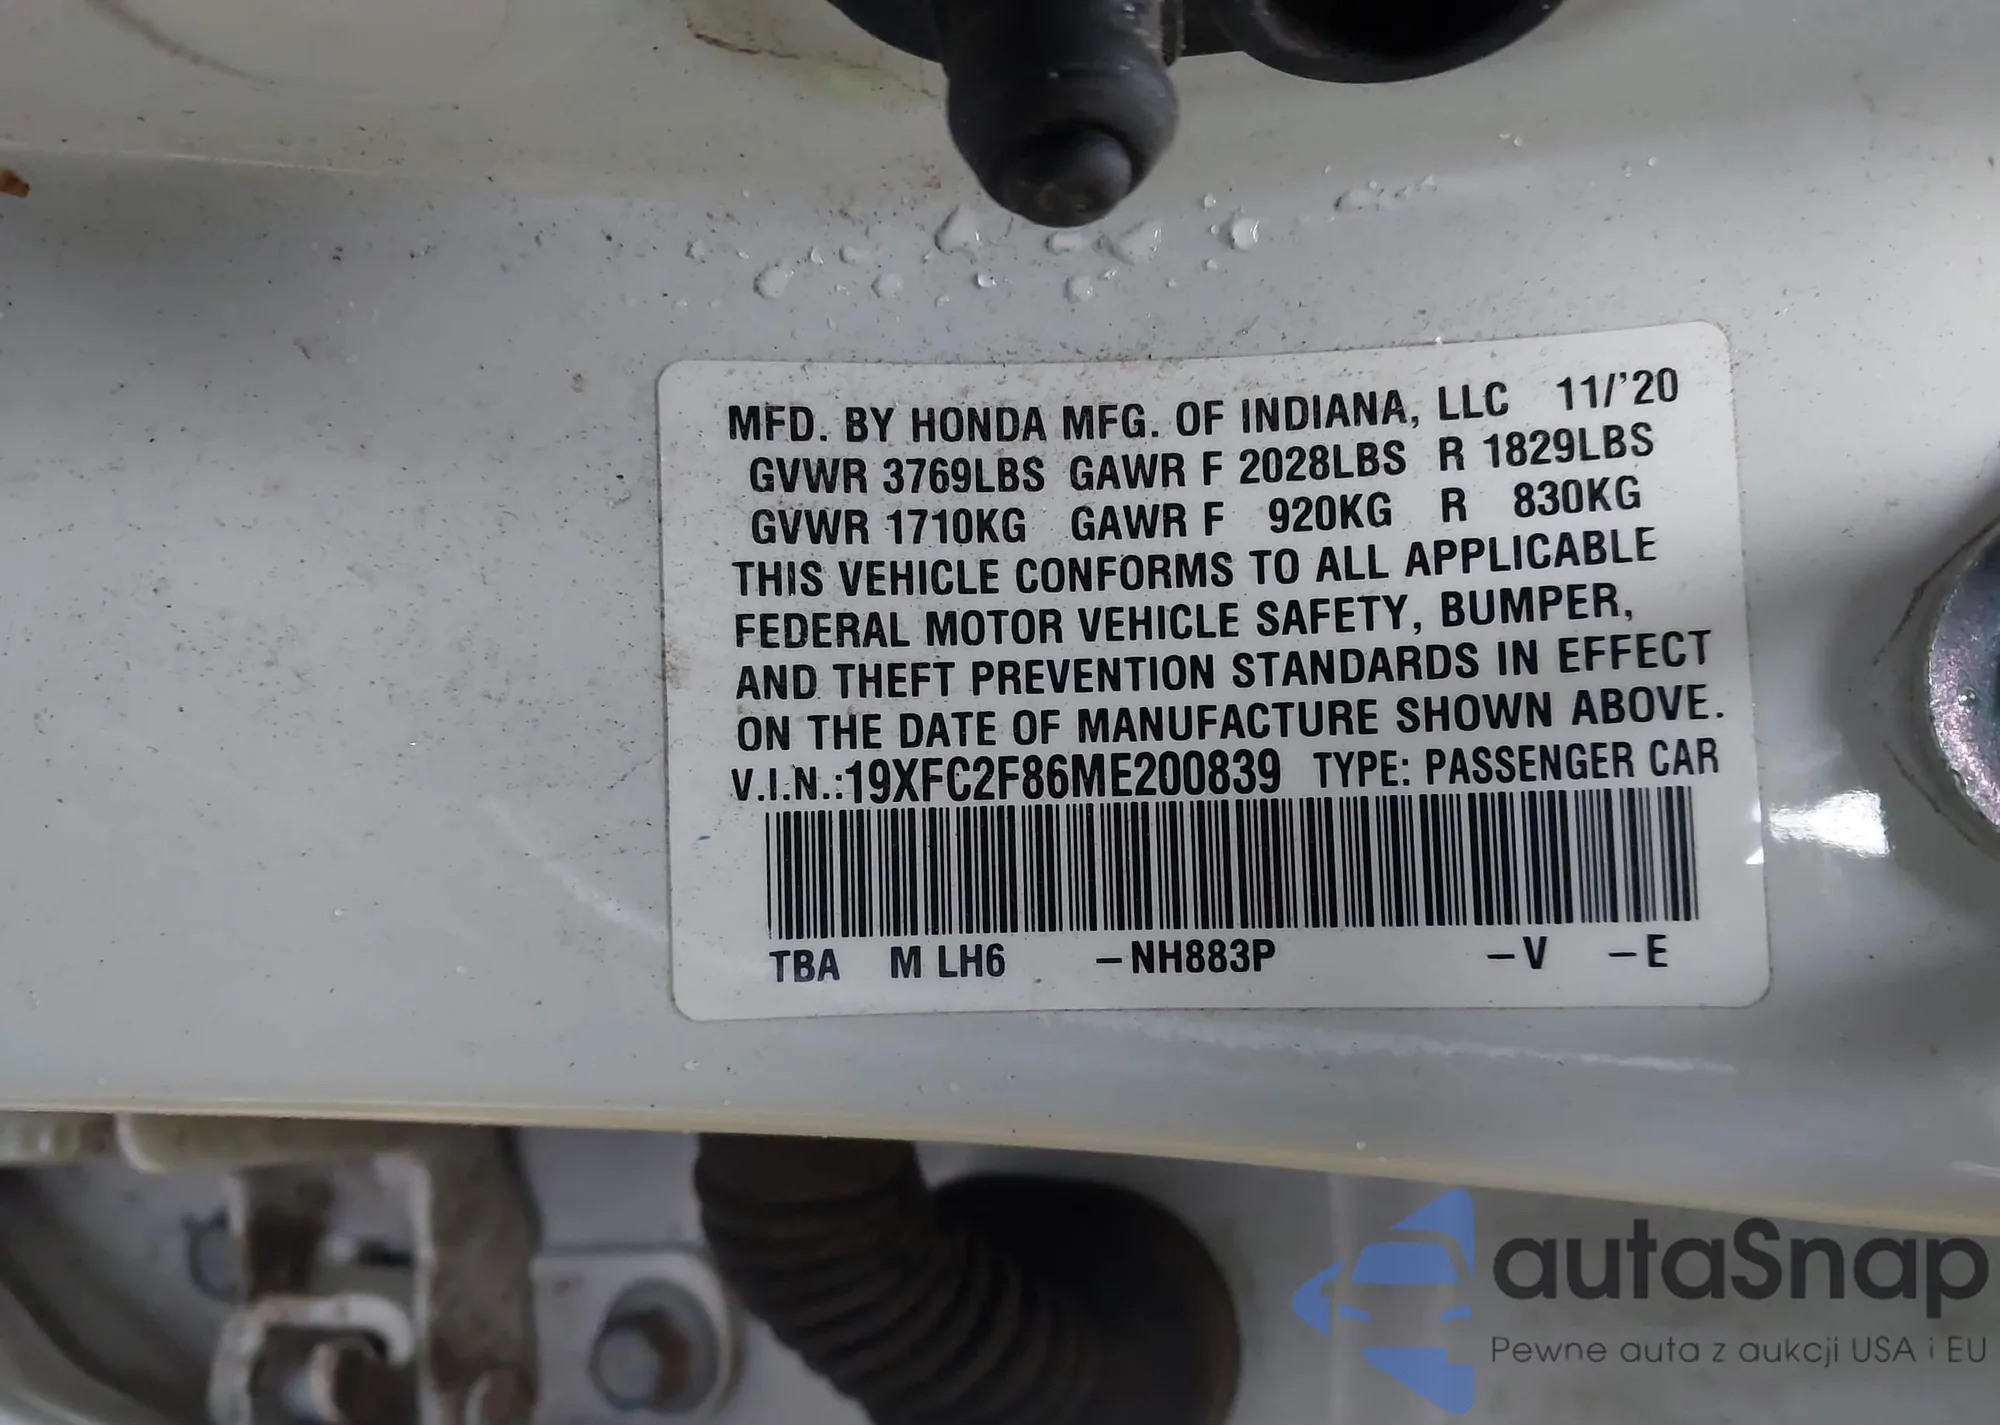 MFD. BY HONDA MFG. OF INDIANA, LLC 11/'20
GVWR 3769LBS GAWR F 2028LBS R 1829LBS
GVWR 1710KG GAWR F 920KG R 830KG
THIS VEHICLE CONFORMS TO ALL APPLICABLE
FEDERAL MOTOR VEHICLE SAFETY, BUMPER,
AND THEFT PREVENTION STANDARDS IN EFFECT
ON THE DATE OF MANUFACTURE SHOWN ABOVE.
V.I.N.:19XFC2F86ME200839 TYPE: PASSENGER CAR
TBA M LH6 –NH883P –V –E
autaSnap
Pewne auta z aukcji USA i EU